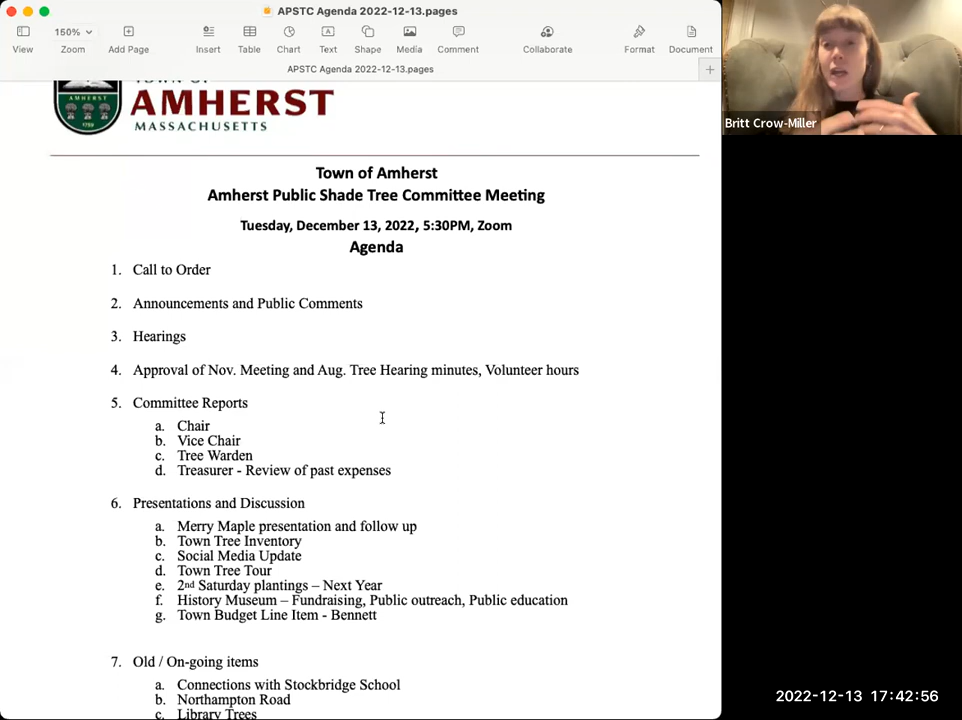 APSTC Agenda 2022-12-13.pages
150%
View
Zoom
Add Page
Insert
Table
Chart
Text
Shape
Media
Comment
Collaborate
Format
Document
APSTC Agenda 2022-12-13.pages
TOWN OF
AMHERST
MASSACHUSETTS
AMHERST
Town of Amherst
Amherst Public Shade Tree Committee Meeting
Tuesday, December 13, 2022, 5:30PM, Zoom
Agenda
1. Call to Order
2. Announcements and Public Comments
3. Hearings
4. Approval of Nov. Meeting and Aug. Tree Hearing minutes, Volunteer hours
5. Committee Reports
a. Chair
b. Vice Chair
c. Tree Warden
d. Treasurer - Review of past expenses
6. Presentations and Discussion
a. Merry Maple presentation and follow up
b. Town Tree Inventory
c. Social Media Update
d. Town Tree Tour
e. 2nd Saturday plantings – Next Year
f. History Museum – Fundraising, Public outreach, Public education
g. Town Budget Line Item - Bennett
7. Old / On-going items
a. Connections with Stockbridge School
b. Northampton Road
c. Library Trees
Britt Crow-Miller
2022-12-13 17:42:56